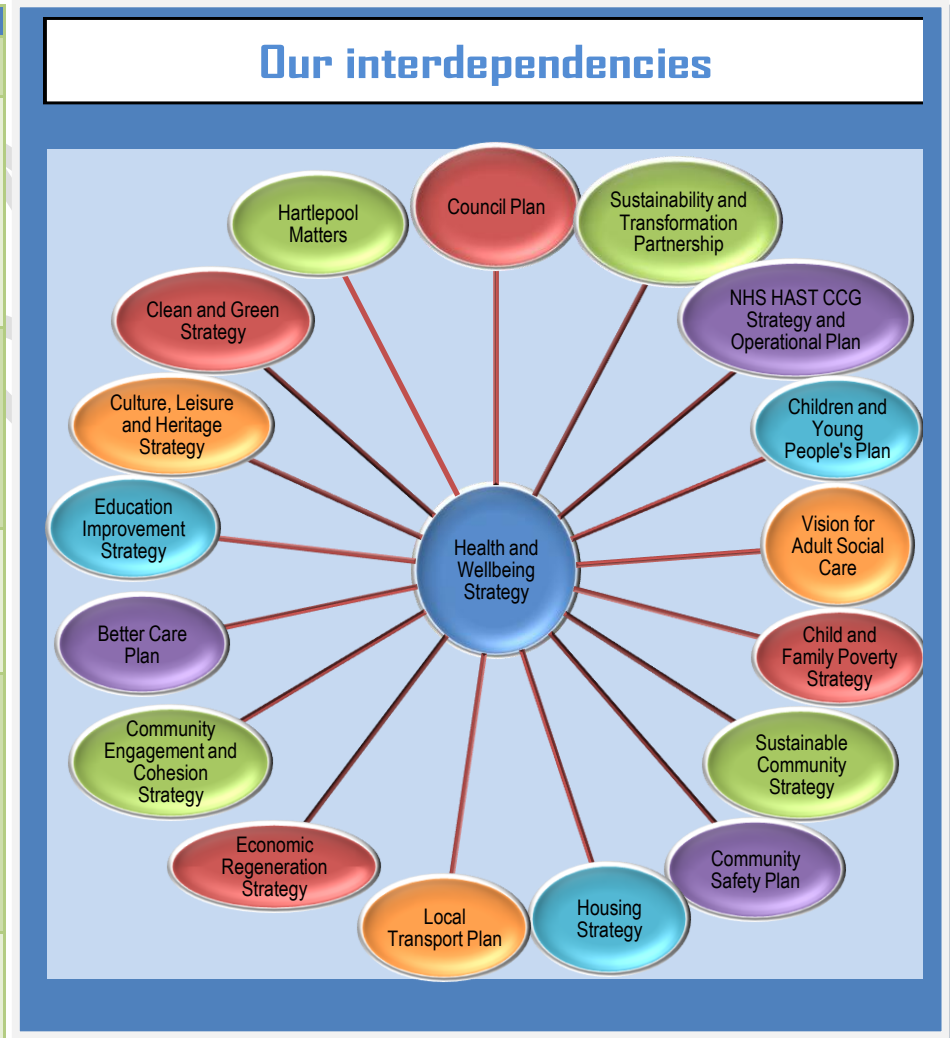 Our interdependencies
Council Plan
Sustainability and
Transformation
Partnership
NHS HAST CCG
Strategy and
Operational Plan
Children and
Young
People's Plan
Vision for
Adult Social
Care
Child and
Family Poverty
Strategy
Sustainable
Community
Strategy
Community
Safety Plan
Housing
Strategy
Local
Transport Plan
Economic
Regeneration
Strategy
Community
Engagement and
Cohesion
Strategy
Better Care
Plan
Education
Improvement
Strategy
Culture, Leisure
and Heritage
Strategy
Clean and Green
Strategy
Hartlepool
Matters
Health and
Wellbeing
Strategy